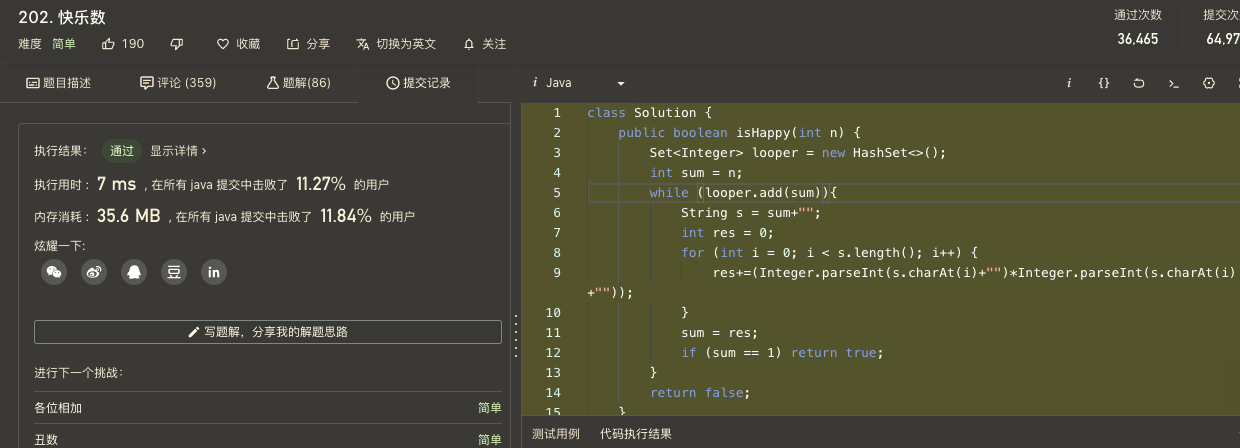 202. 快乐数
通过次数
提交次
难度 简单 190 收藏 分享 切换为英文 关注
36,465
64,97
题目描述 评论 (359) 题解(86) 提交记录
i Java
i {} >_
执行结果： 通过 显示详情 ›
执行用时 : 7 ms , 在所有 java 提交中击败了 11.27% 的用户
内存消耗 : 35.6 MB , 在所有 java 提交中击败了 11.84% 的用户
炫耀一下:
豆 in
写题解，分享我的解题思路
进行下一个挑战：
各位相加 简单
丑数 简单
1 class Solution {
2 public boolean isHappy(int n) {
3 Set<Integer> looper = new HashSet<>();
4 int sum = n;
5 while (looper.add(sum)){
6 String s = sum+"";
7 int res = 0;
8 for (int i = 0; i < s.length(); i++) {
9 res+=(Integer.parseInt(s.charAt(i)+"")*Integer.parseInt(s.charAt(i)
+""));
10 }
11 sum = res;
12 if (sum == 1) return true;
13 }
14 return false;
15 }
测试用例 代码执行结果